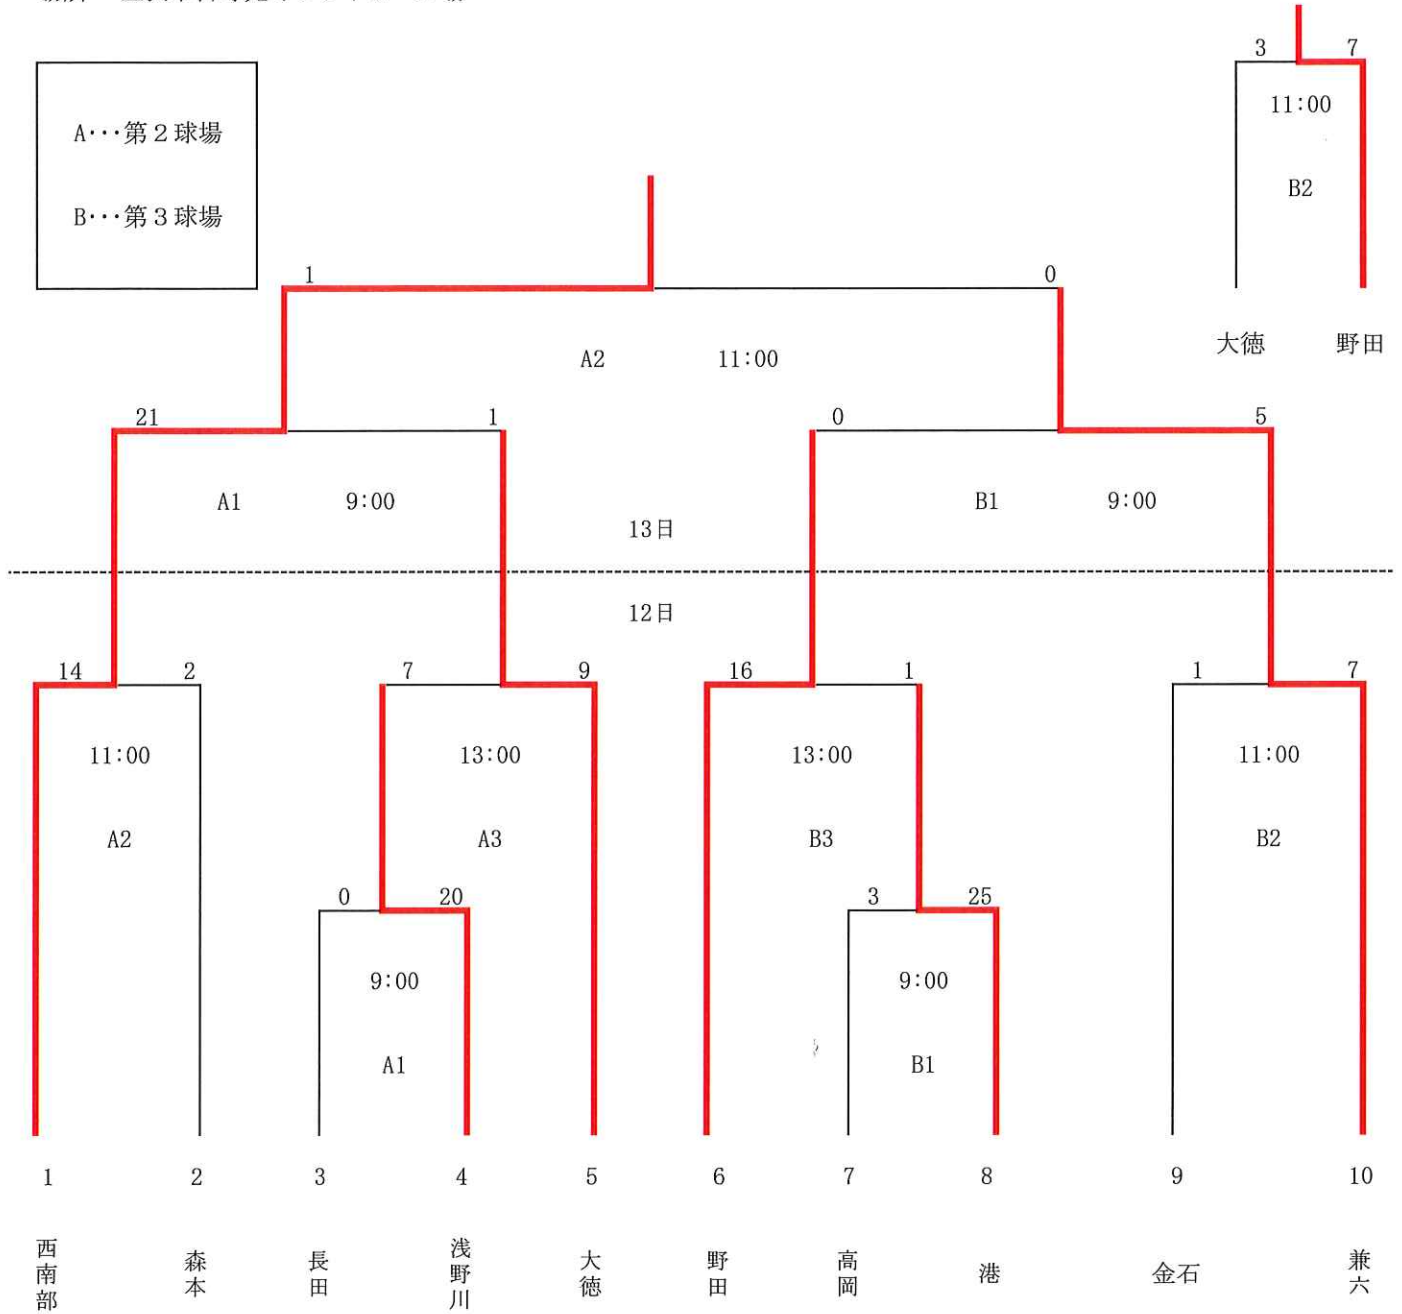 3 7
11:00
B2
大徳 野田
A･･･第２球場
B･･･第３球場
1 0
A2 11:00
21 1 0 5
A1 9:00 B1 9:00
13日
12日
14 2 7 9 16 1 1 7
11:00 13:00 13:00 11:00
A2 A3 B3 B2
0 20 3 25
9:00 9:00
A1 B1
1 2 3 4 5 6 7 8 9 10
西南部 森本 長田 浅野川 大徳 野田 高岡 港 金石 兼六